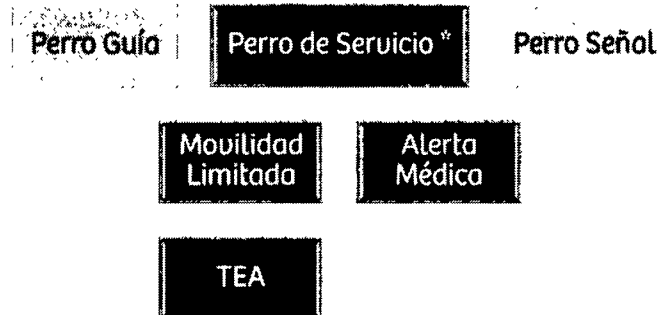 Perro Guía
Perro de Servicio *
Perro Señal
Movilidad
Limitada
Alerta
Médica
TEA